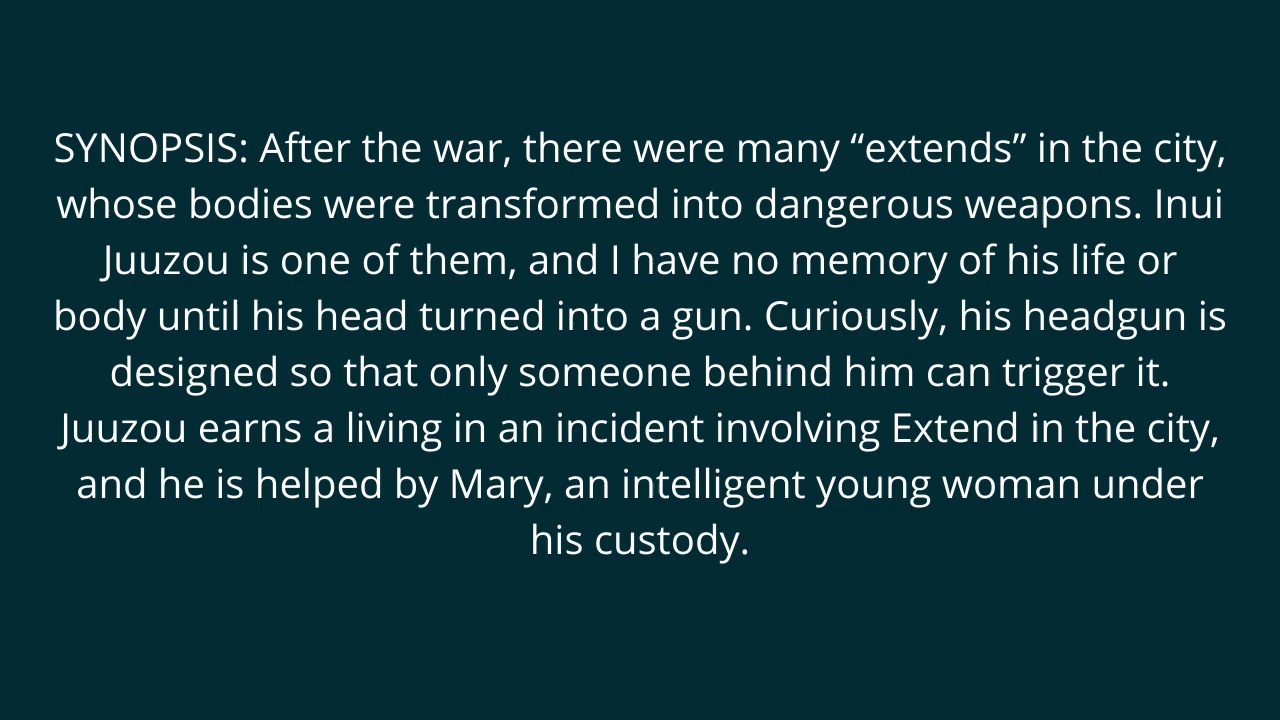 SYNOPSIS: After the war, there were many “extends” in the city,
whose bodies were transformed into dangerous weapons. Inui
Juuzou is one of them, and I have no memory of his life or
body until his head turned into a gun. Curiously, his headgun is
designed so that only someone behind him can trigger it.
Juuzou earns a living in an incident involving Extend in the city,
and he is helped by Mary, an intelligent young woman under
his custody.